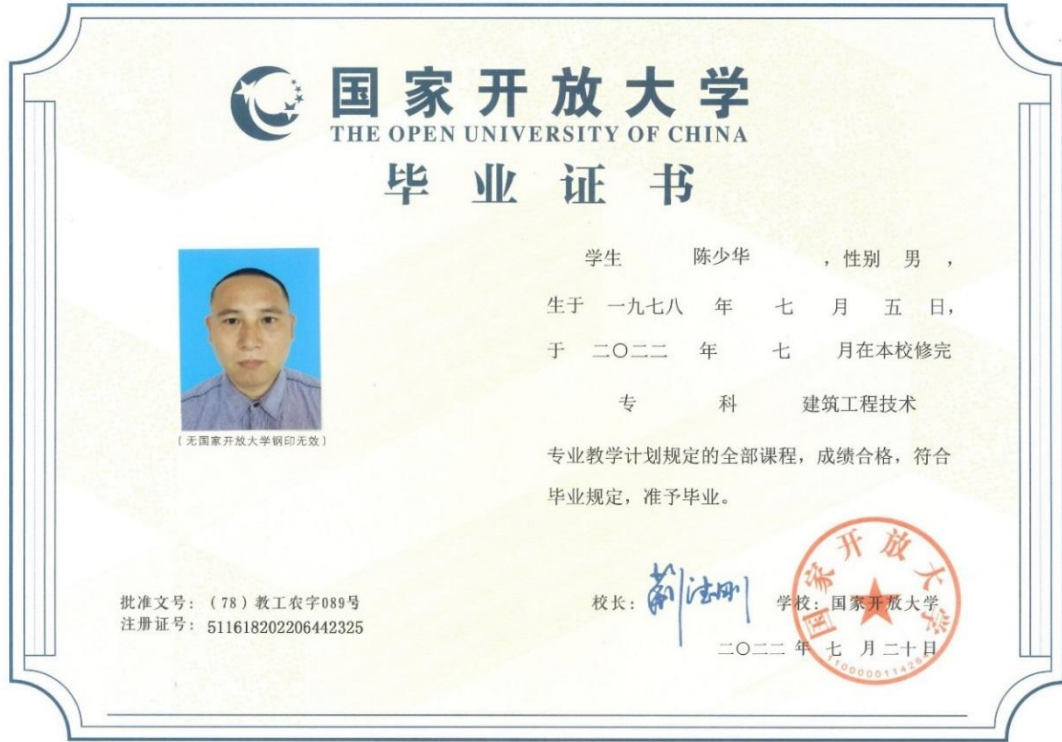 国家开放大学
THE OPEN UNIVERSITY OF CHINA
毕业证书
学生 陈少华 ，性别 男 ，
生于 一九七八 年 七 月 五 日，
于 二〇二二 年 七 月在本校修完
专 科 建筑工程技术
专业教学计划规定的全部课程，成绩合格，符合
毕业规定，准予毕业。
（无国家开放大学钢印无效）
批准文号：（78）教工农字089号
注册证号：511618202206442325
校长： 学校：国家开放大学
二〇二二 年 七 月 二十 日
国家开放大学